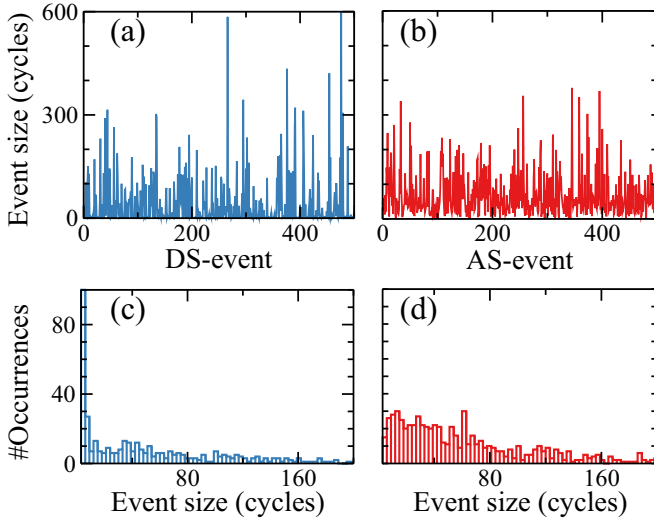 600
(a)
(b)
300
0
Event size (cycles)
0
200
400
0
200
400
DS-event
AS-event
(c)
(d)
80
40
0
#Occurrences
80
160
80
160
Event size (cycles)
Event size (cycles)